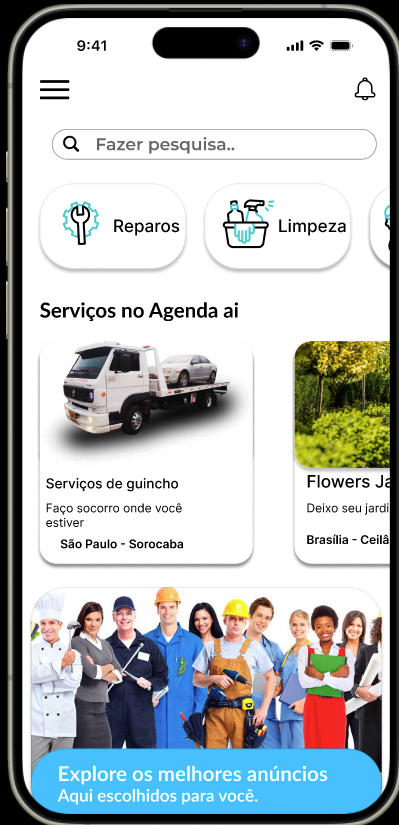 9:41
Fazer pesquisa..
Reparos
Limpeza
Serviços no Agenda ai
Serviços de guincho
Faço socorro onde você
estiver
São Paulo - Sorocaba
Flowers Ja
Deixo seu jardi
Brasília - Ceilâ
Explore os melhores anúncios
Aqui escolhidos para você.